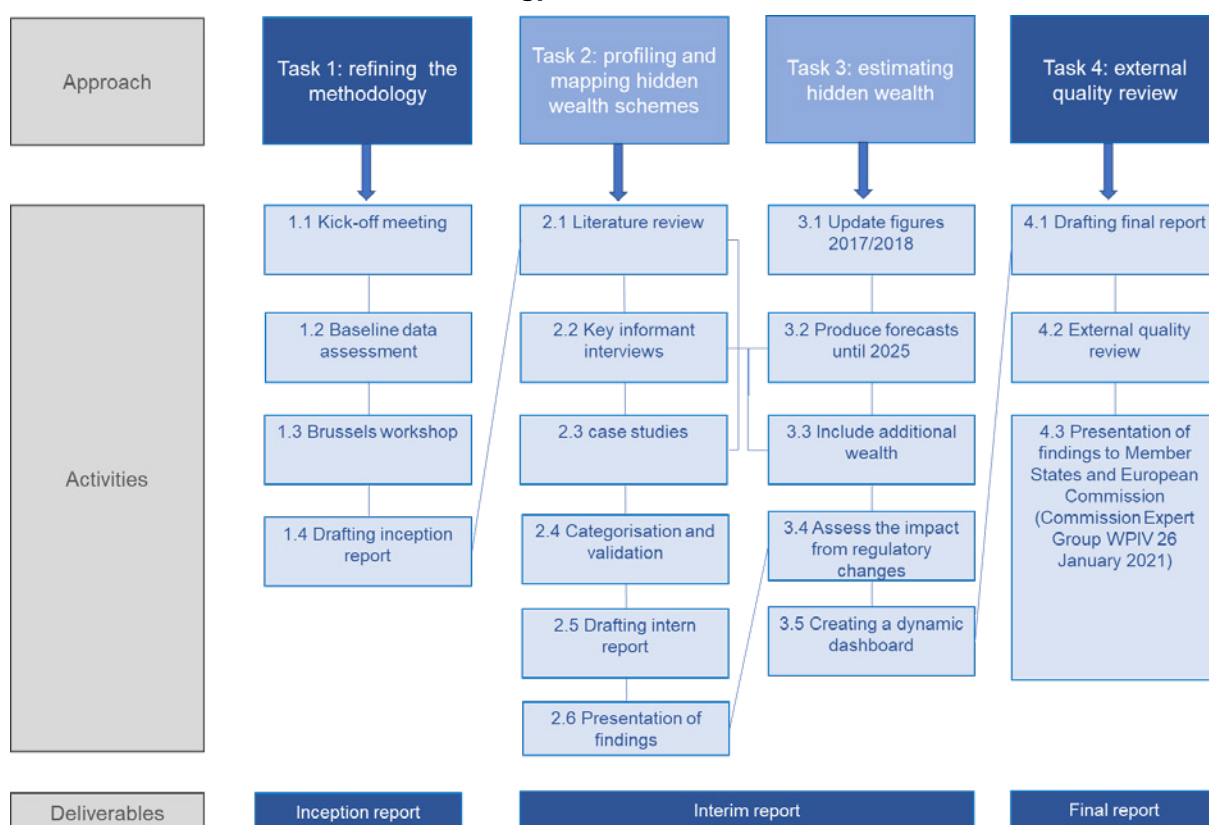 Approach
Task 1: refining the
methodology
Task 2: profiling and
mapping hidden
wealth schemes
Task 3: estimating
hidden wealth
Task 4: external
quality review
Activities
1.1 Kick-off meeting
1.2 Baseline data
assessment
1.3 Brussels workshop
1.4 Drafting inception
report
2.1 Literature review
2.2 Key informant
interviews
2.3 case studies
2.4 Categorisation and
validation
2.5 Drafting intern
report
2.6 Presentation of
findings
3.1 Update figures
2017/2018
3.2 Produce forecasts
until 2025
3.3 Include additional
wealth
3.4 Assess the impact
from regulatory
changes
3.5 Creating a dynamic
dashboard
4.1 Drafting final report
4.2 External quality
review
4.3 Presentation of
findings to Member
States and European
Commission
(Commission Expert
Group WPIV 26
January 2021)
Deliverables
Inception report
Interim report
Final report